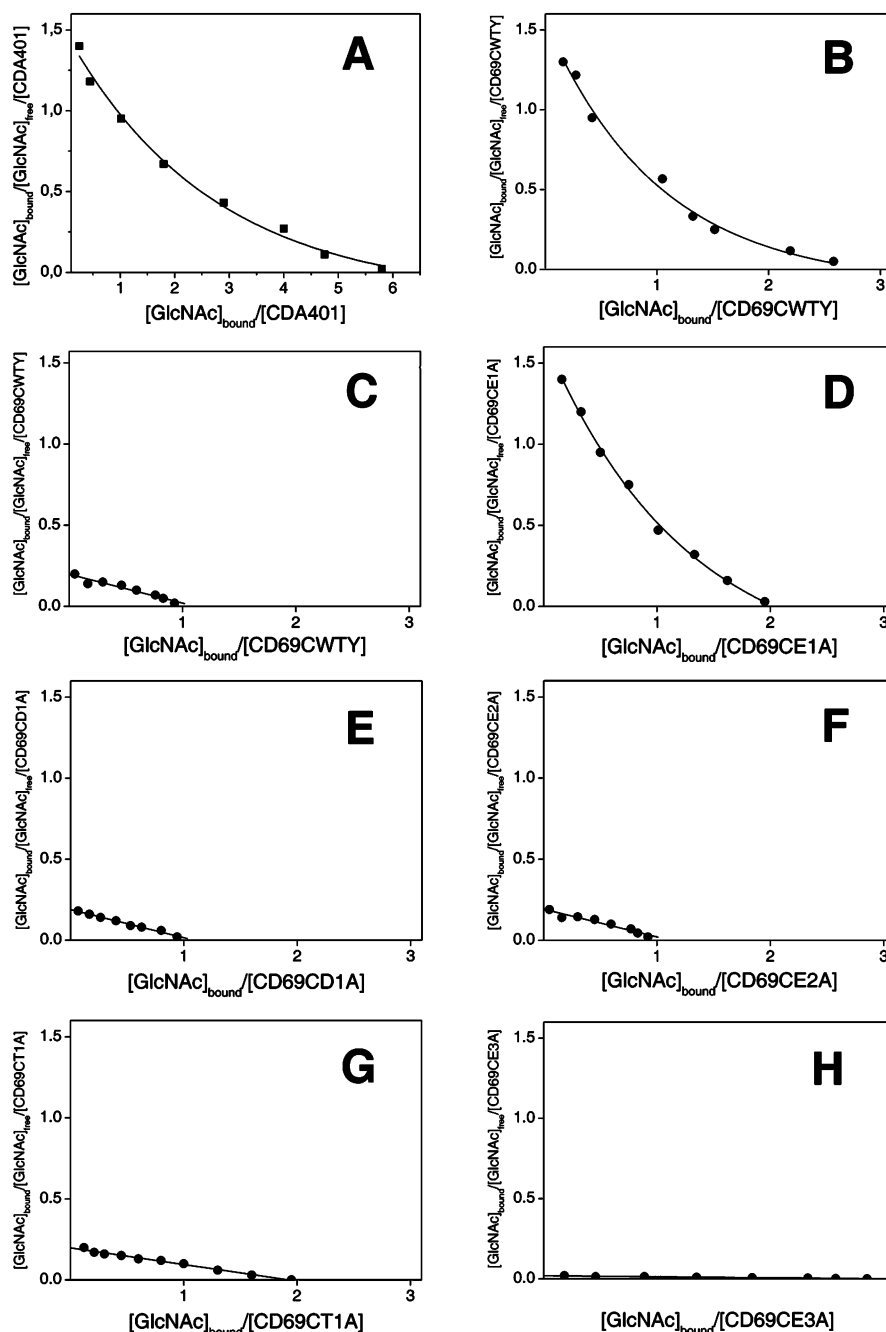 A
[GlcNAc]bound/[GlcNAc]free/[CDA401]
1.5
1.0
0.5
0.0
1 2 3 4 5 6
[GlcNAc]bound/[CDA401]
B
[GlcNAc]bound/[GlcNAc]free/[CD69CWTY]
1.5
1.0
0.5
0.0
1 2 3
[GlcNAc]bound/[CD69CWTY]
C
[GlcNAc]bound/[GlcNAc]free/[CD69CWTY]
1.5
1.0
0.5
0.0
1 2 3
[GlcNAc]bound/[CD69CWTY]
D
[GlcNAc]bound/[GlcNAc]free/[CD69CE1A]
1.5
1.0
0.5
0.0
1 2 3
[GlcNAc]bound/[CD69CE1A]
E
[GlcNAc]bound/[GlcNAc]free/[CD69CD1A]
1.5
1.0
0.5
0.0
1 2 3
[GlcNAc]bound/[CD69CD1A]
F
[GlcNAc]bound/[GlcNAc]free/[CD69CE2A]
1.5
1.0
0.5
0.0
1 2 3
[GlcNAc]bound/[CD69CE2A]
G
[GlcNAc]bound/[GlcNAc]free/[CD69CT1A]
1.5
1.0
0.5
0.0
1 2 3
[GlcNAc]bound/[CD69CT1A]
H
[GlcNAc]bound/[GlcNAc]free/[CD69CE3A]
1.5
1.0
0.5
0.0
[GlcNAc]bound/[CD69CE3A]